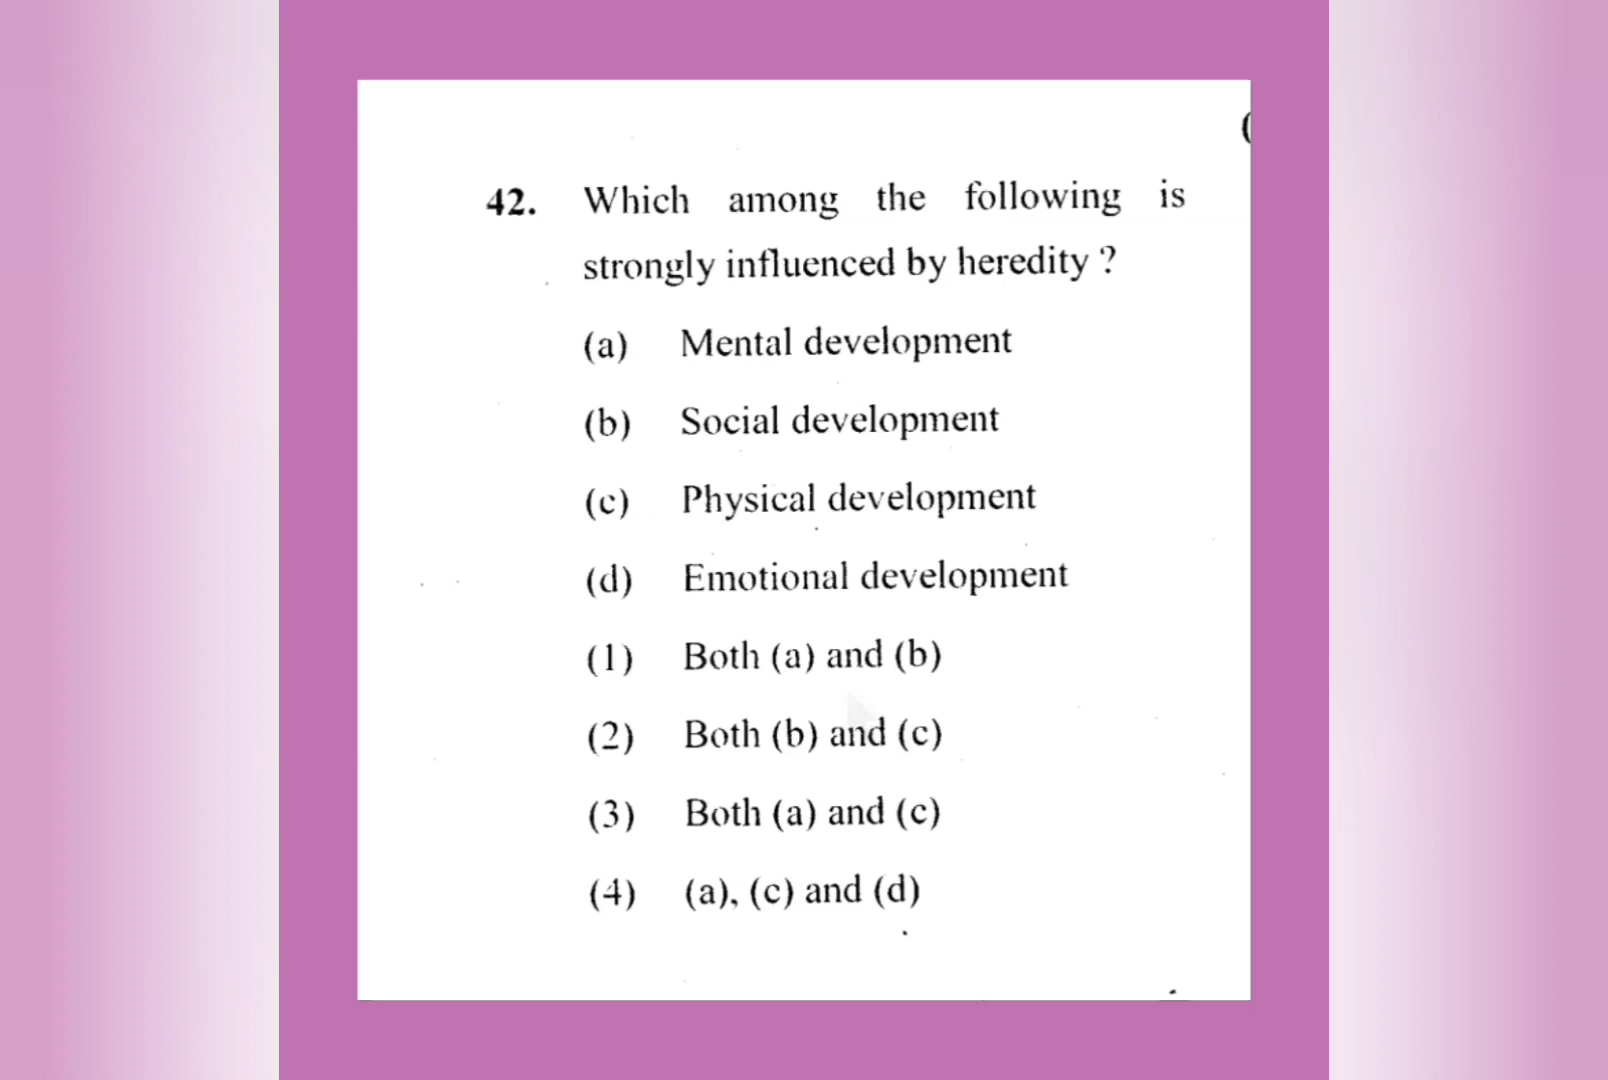 42. Which among the following is
strongly influenced by heredity ?
(a) Mental development
(b) Social development
(c) Physical development
(d) Emotional development
(1) Both (a) and (b)
(2) Both (b) and (c)
(3) Both (a) and (c)
(4) (a), (c) and (d)